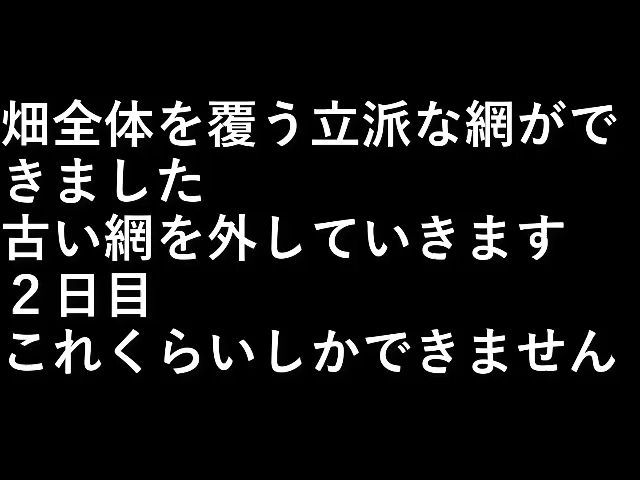 畑全体を覆う立派な網がで
きました
古い網を外していきます
２日目
これくらいしかできません